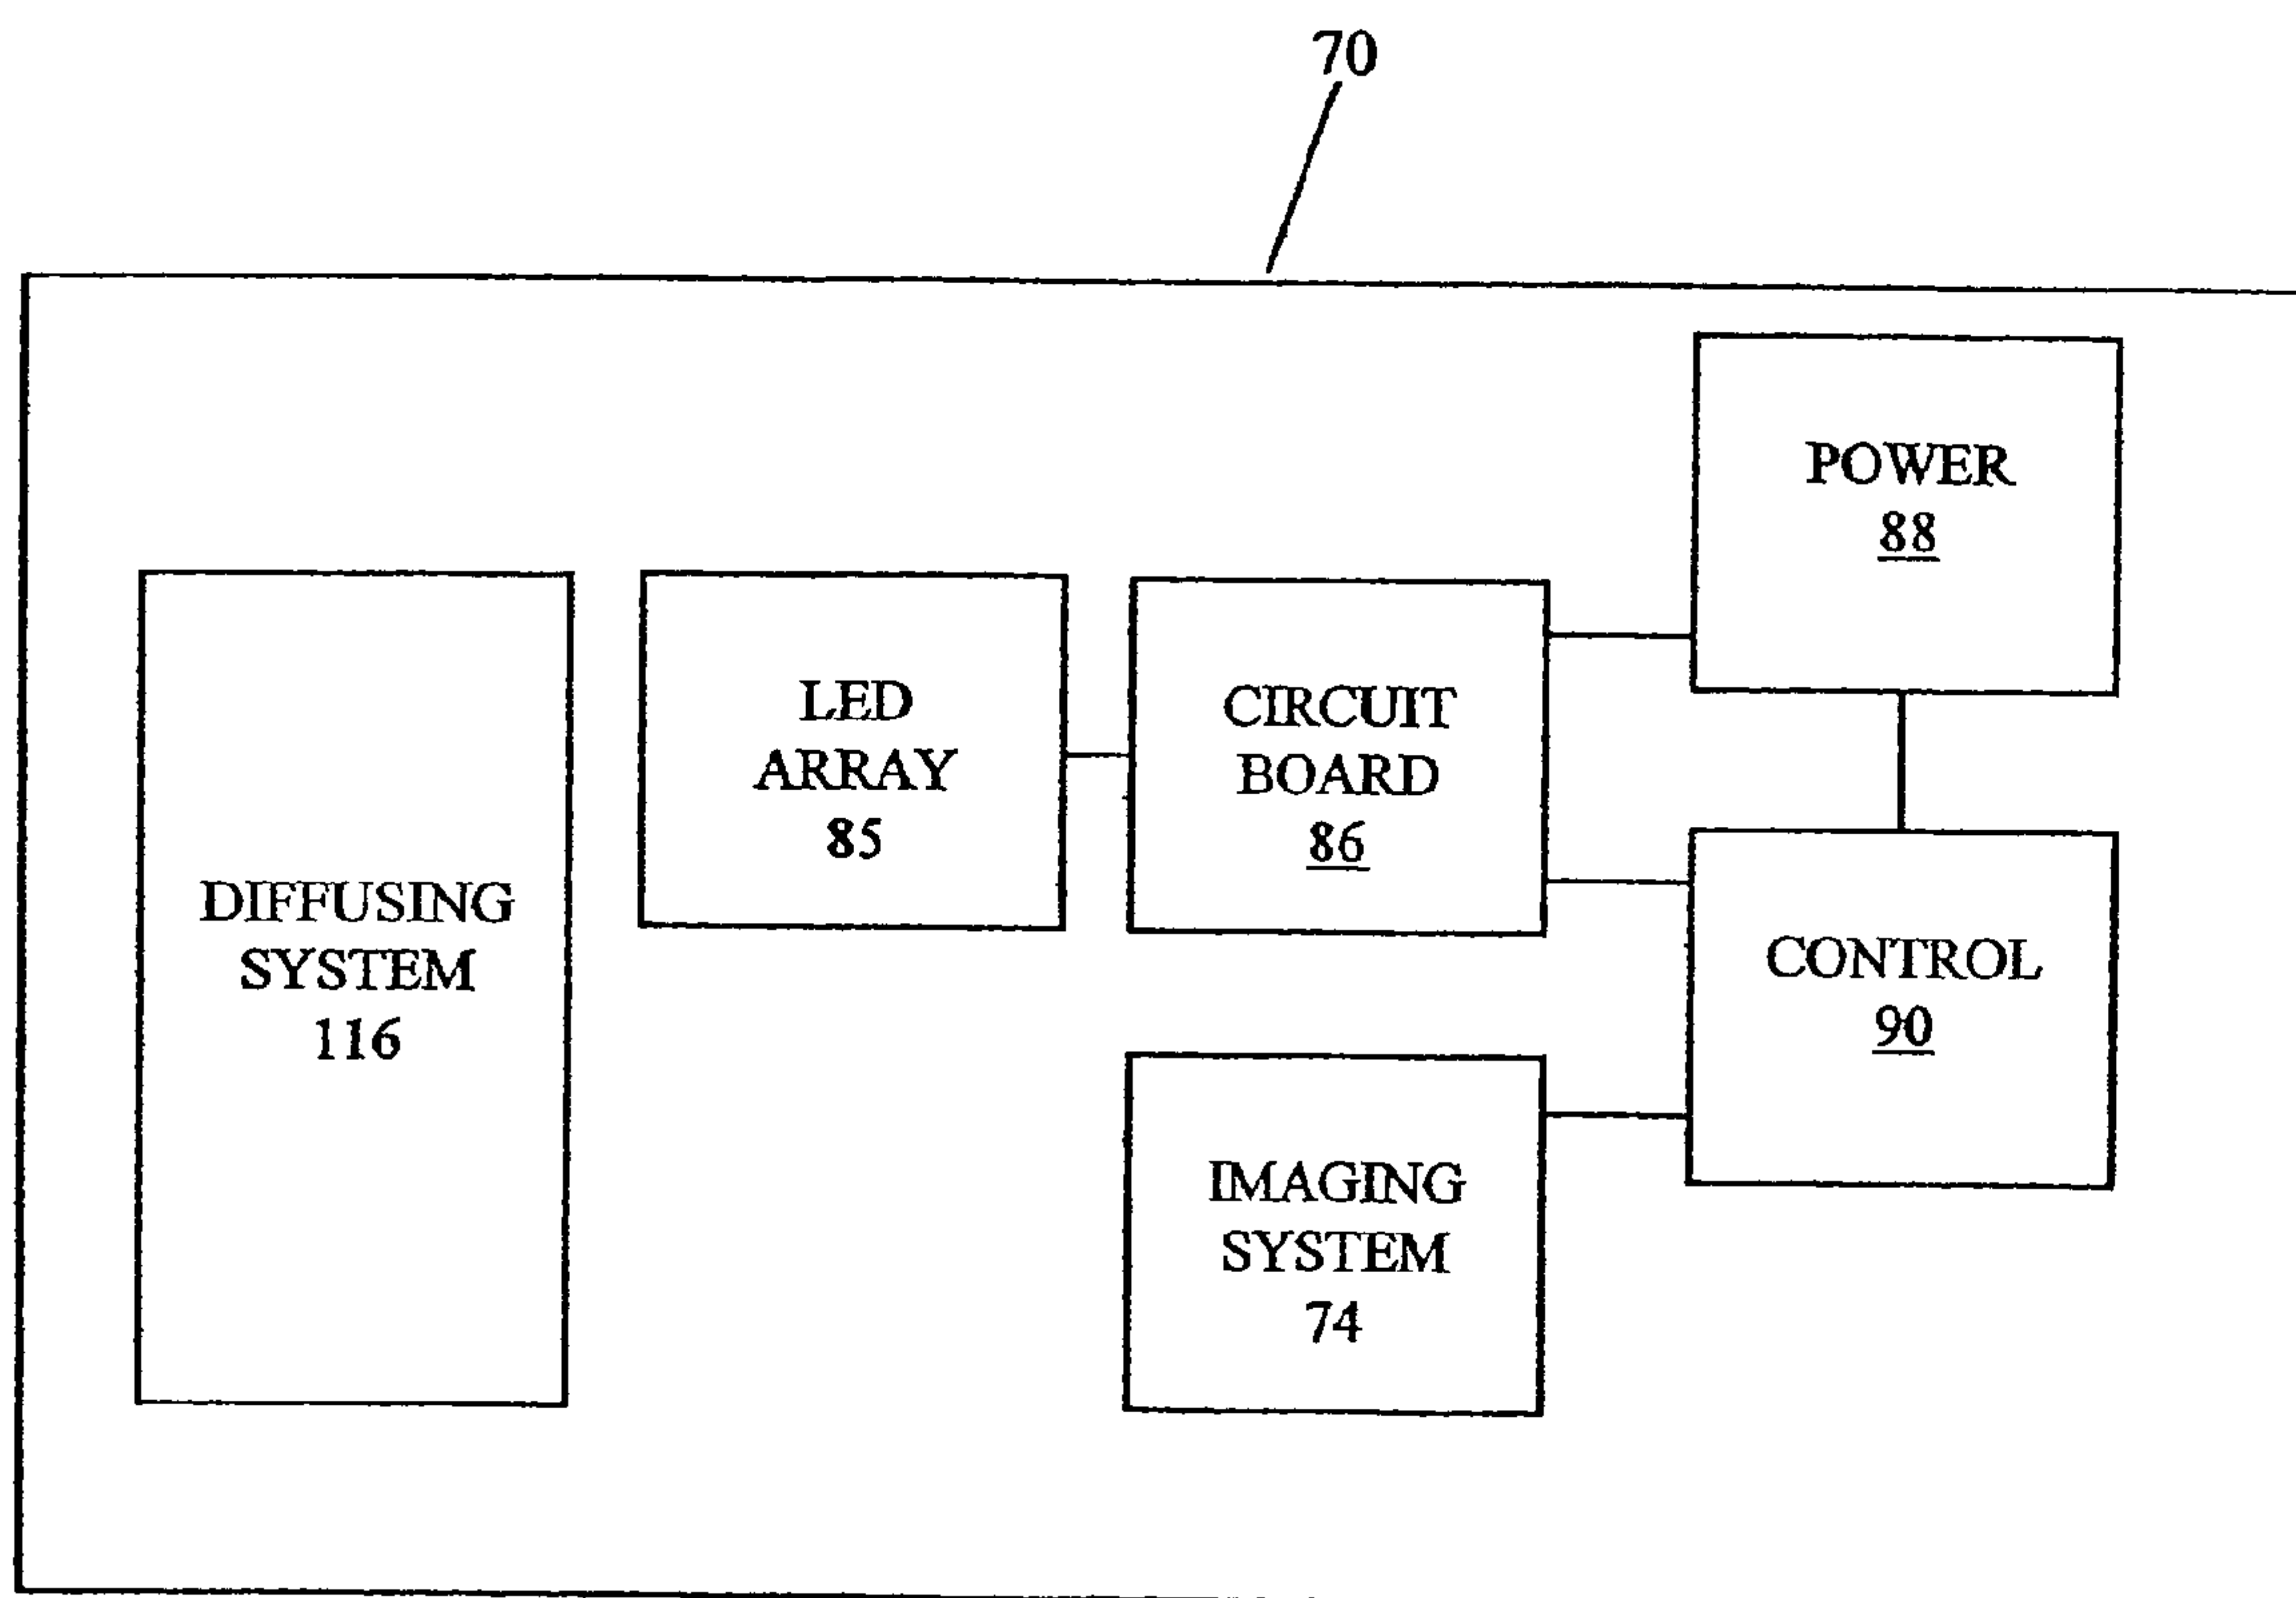 70
POWER
88
LED
ARRAY
85
CIRCUIT
BOARD
86
DIFFUSING
SYSTEM
116
CONTROL
90
IMAGING
SYSTEM
74